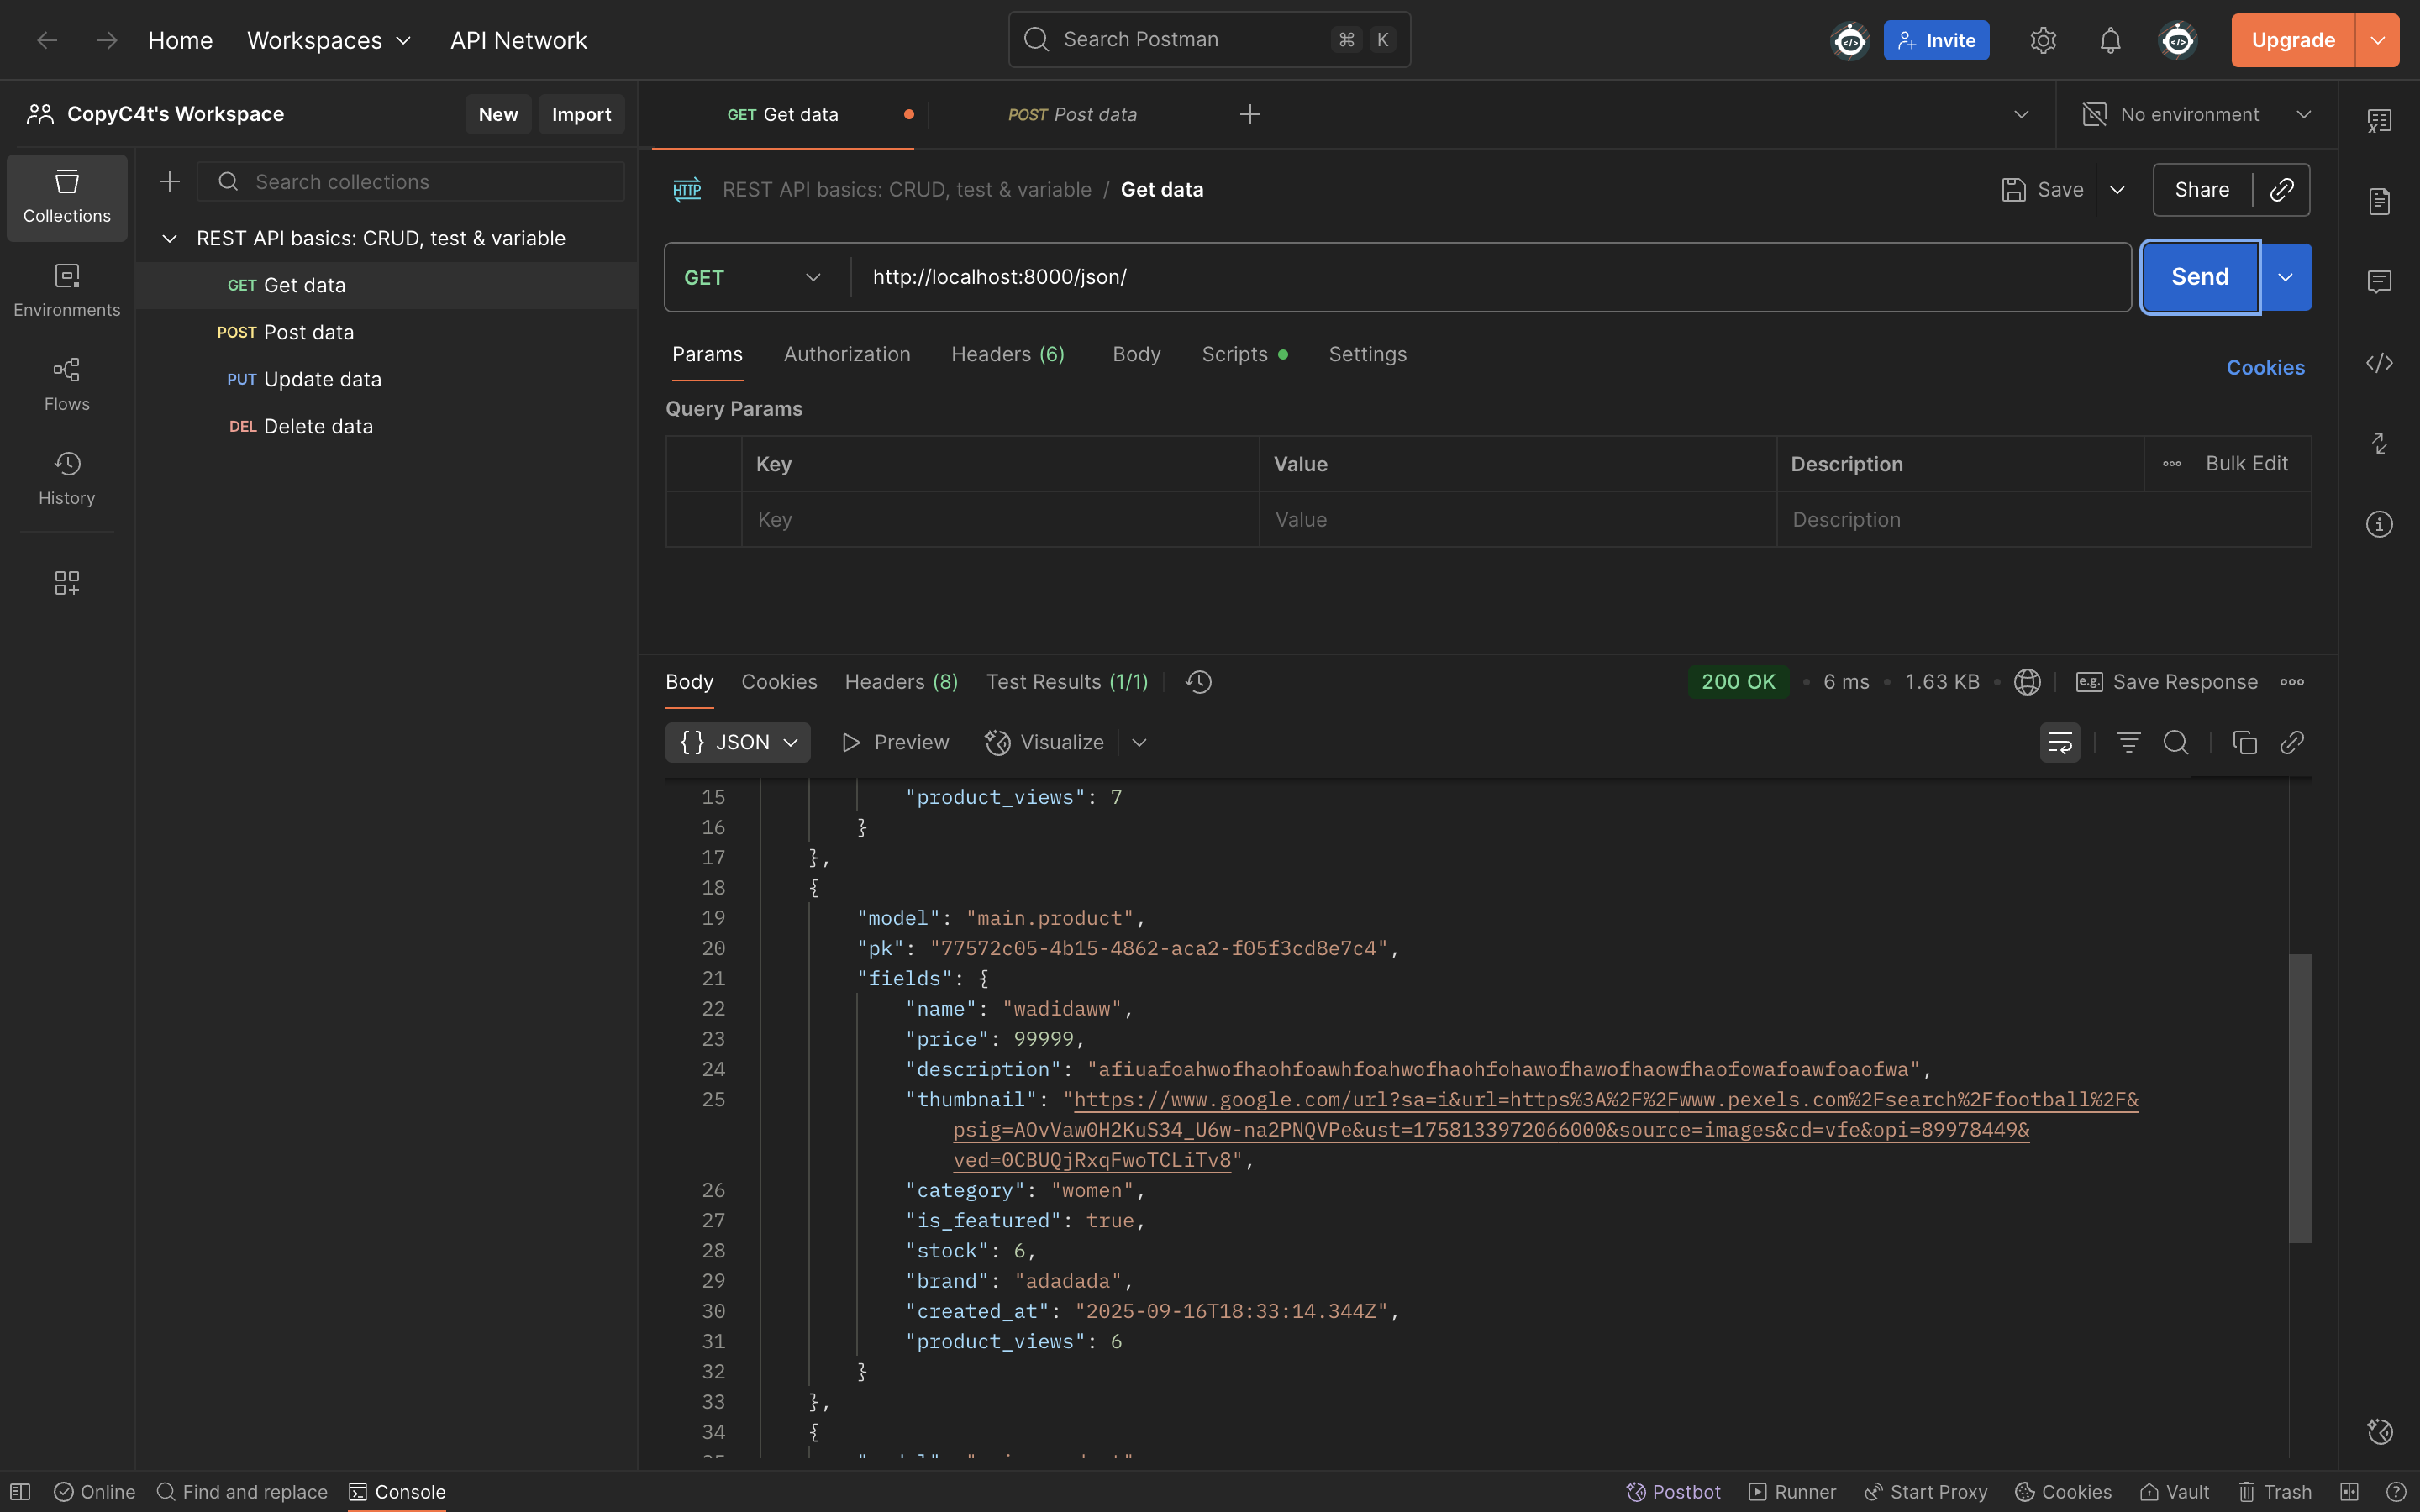 Home Workspaces API Network
Search Postman ⌘ K
Invite
Upgrade
CopyC4t's Workspace New Import
GET Get data
POST Post data
No environment
Collections
Search collections
HTTP REST API basics: CRUD, test & variable / Get data
Save Share
REST API basics: CRUD, test & variable
GET Get data
POST Post data
PUT Update data
DEL Delete data
Environments
Flows
History
GET http://localhost:8000/json/
Send
Params Authorization Headers (6) Body Scripts Settings
Cookies
Query Params
Key Value Description Bulk Edit
Key Value Description
Body Cookies Headers (8) Test Results (1/1)
200 OK • 6 ms • 1.63 KB •
e.g. Save Response
{} JSON Preview Visualize
15 "product_views": 7
16 }
17 },
18 {
19 "model": "main.product",
20 "pk": "77572c05-4b15-4862-aca2-f05f3cd8e7c4",
21 "fields": {
22 "name": "wadidaww",
23 "price": 99999,
24 "description": "afiuafoahwofhaohfoawhfoahwofhaohfohawofhawofhaowfhaofowafoawfoaofwa",
25 "thumbnail": "https://www.google.com/url?sa=i&url=https%3A%2F%2Fwww.pexels.com%2Fsearch%2Ffootball%2F&
psig=AOvVaw0H2KuS34_U6w-na2PNQVPe&ust=1758133972066000&source=images&cd=vfe&opi=89978449&
ved=0CBUQjRxqFwoTCLiTv8",
26 "category": "women",
27 "is_featured": true,
28 "stock": 6,
29 "brand": "adadada",
30 "created_at": "2025-09-16T18:33:14.344Z",
31 "product_views": 6
32 }
33 },
34 {
Online Find and replace Console
Postbot Runner Start Proxy Cookies Vault Trash